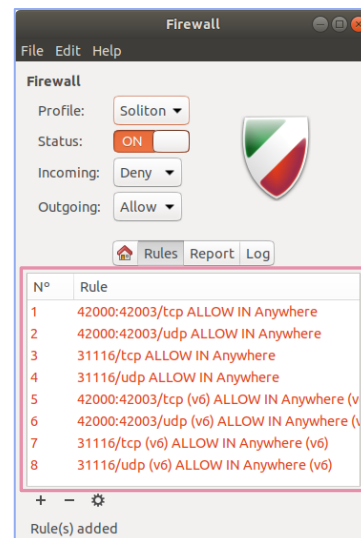 Firewall
File Edit Help
Firewall
Profile: Soliton
Status: ON
Incoming: Deny
Outgoing: Allow
Rules Report Log
Nº Rule
1 42000:42003/tcp ALLOW IN Anywhere
2 42000:42003/udp ALLOW IN Anywhere
3 31116/tcp ALLOW IN Anywhere
4 31116/udp ALLOW IN Anywhere
5 42000:42003/tcp (v6) ALLOW IN Anywhere (v
6 42000:42003/udp (v6) ALLOW IN Anywhere (v
7 31116/tcp (v6) ALLOW IN Anywhere (v6)
8 31116/udp (v6) ALLOW IN Anywhere (v6)
Rule(s) added